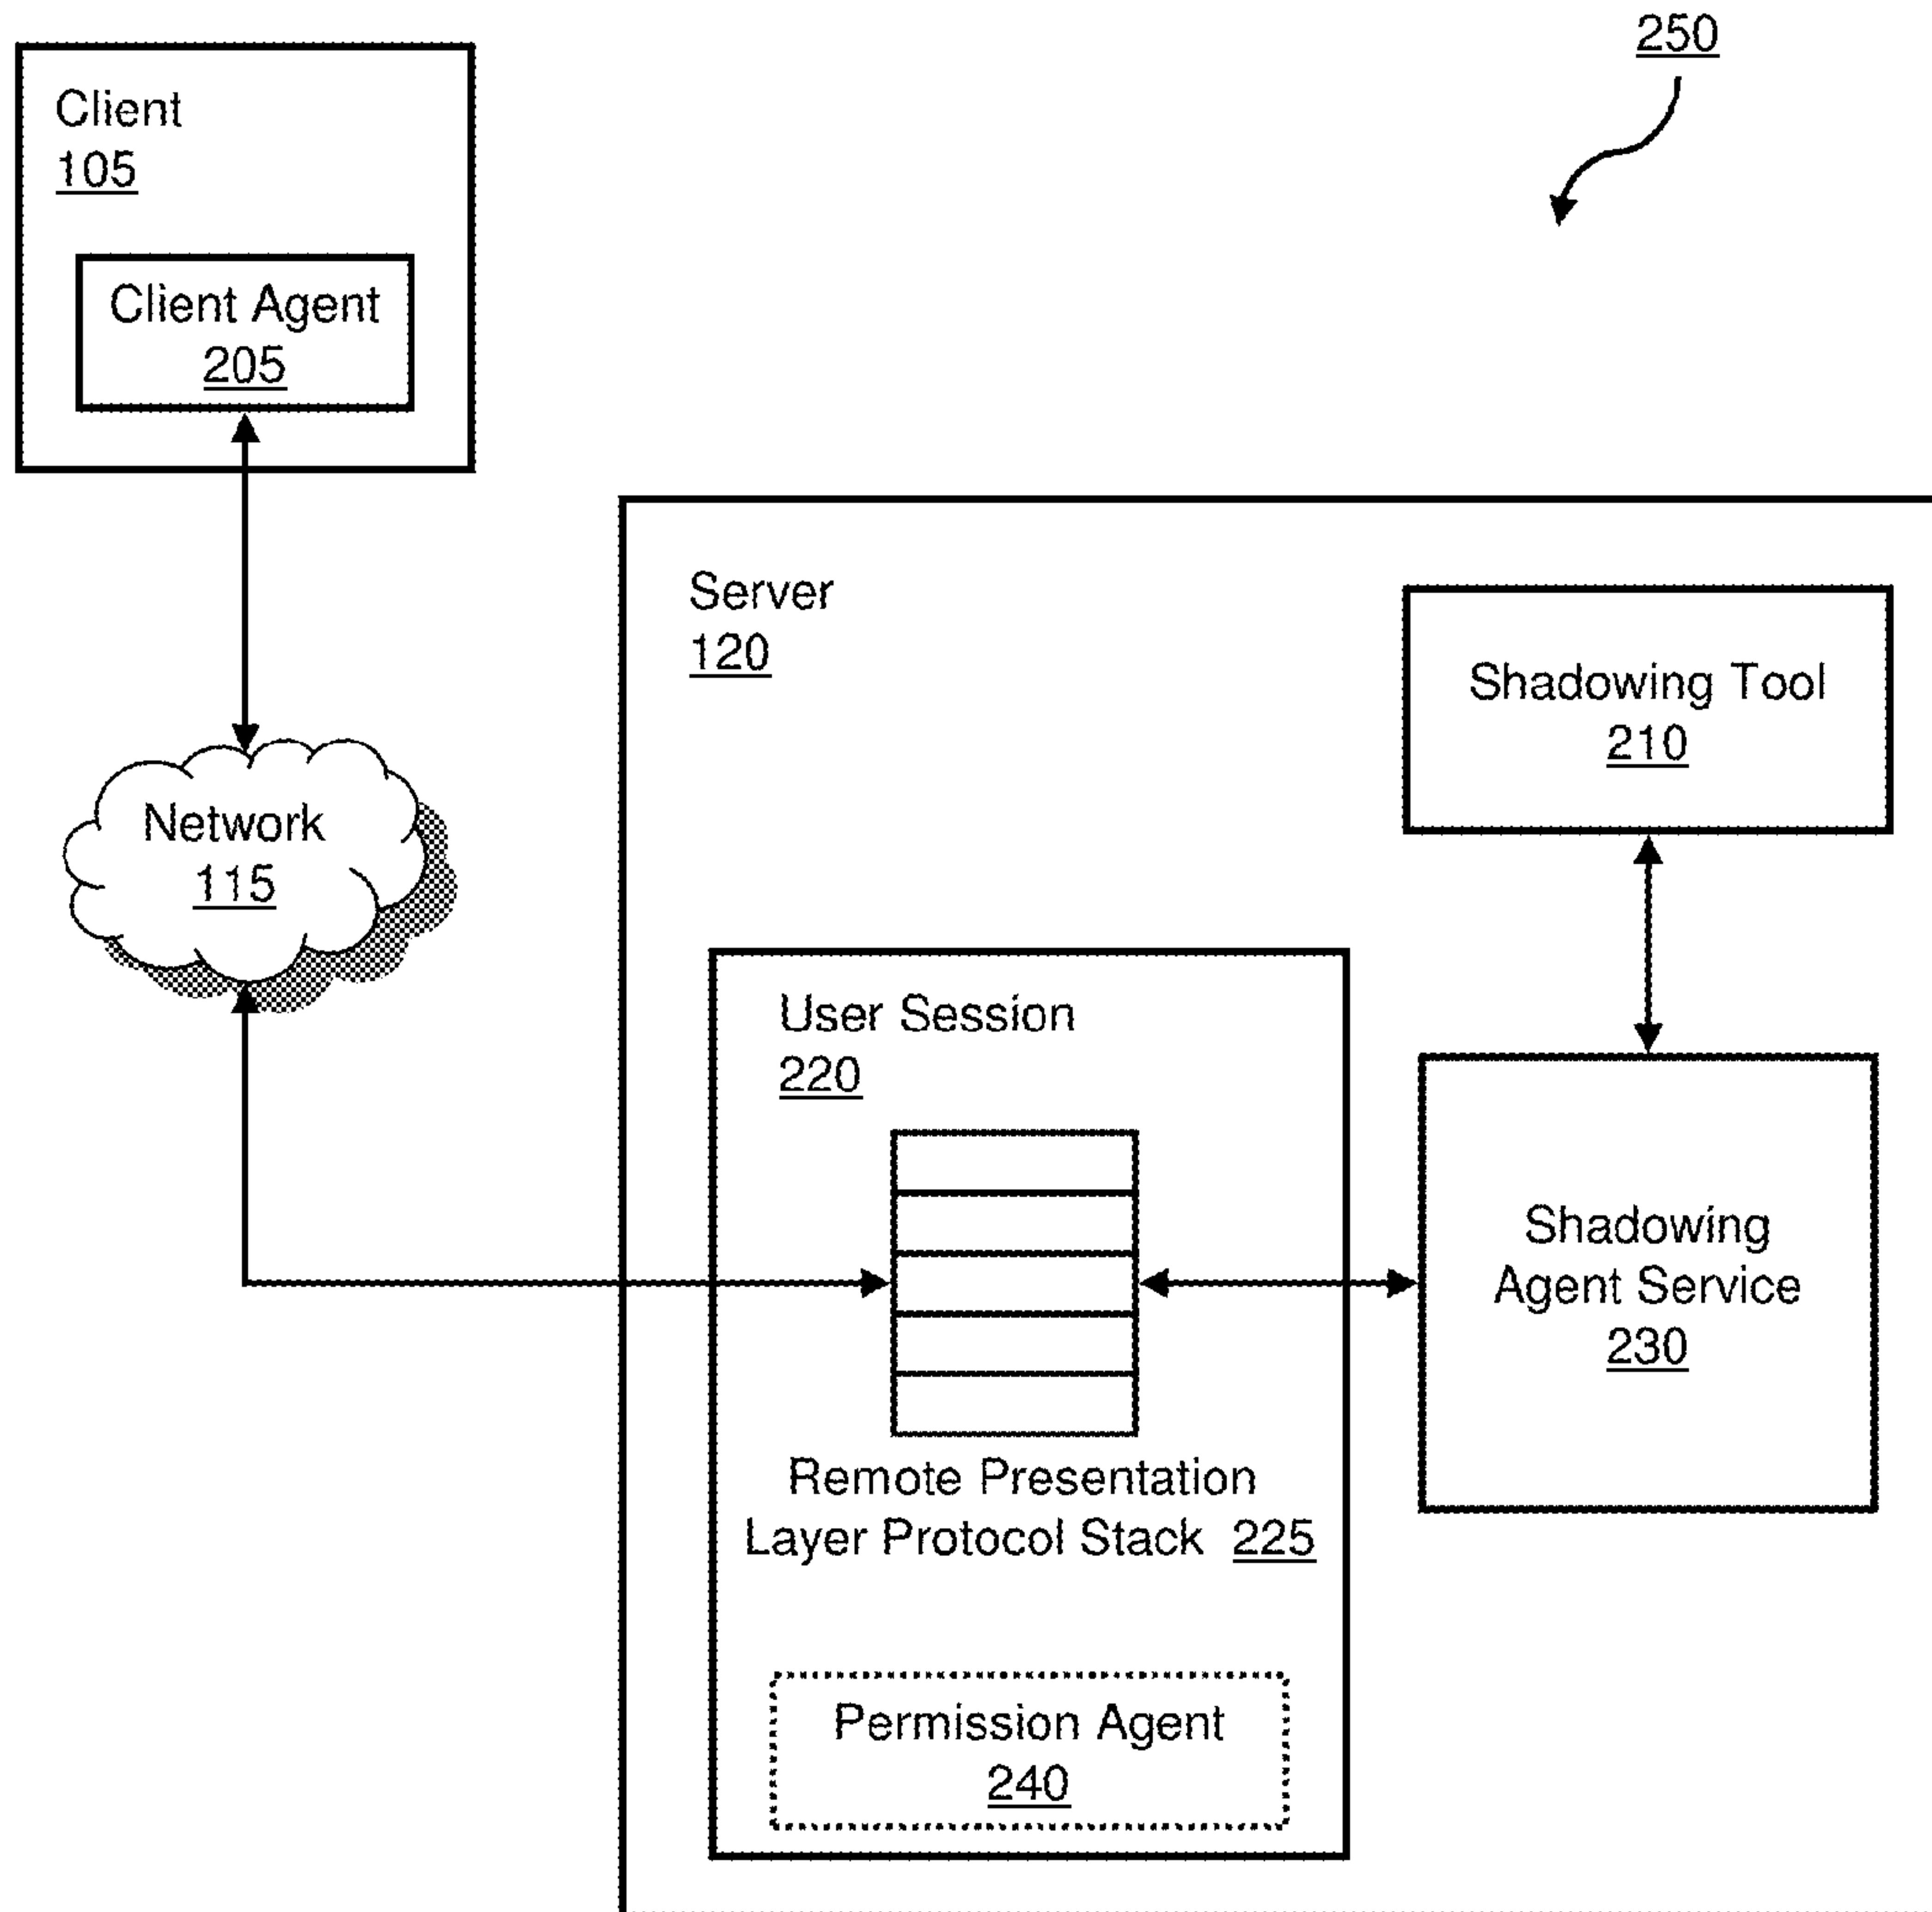 250
Client
105
Client Agent
205
Server
120
Shadowing Tool
210
Network
115
User Session
220
Shadowing
Agent Service
230
Remote Presentation
Layer Protocol Stack 225
Permission Agent
240